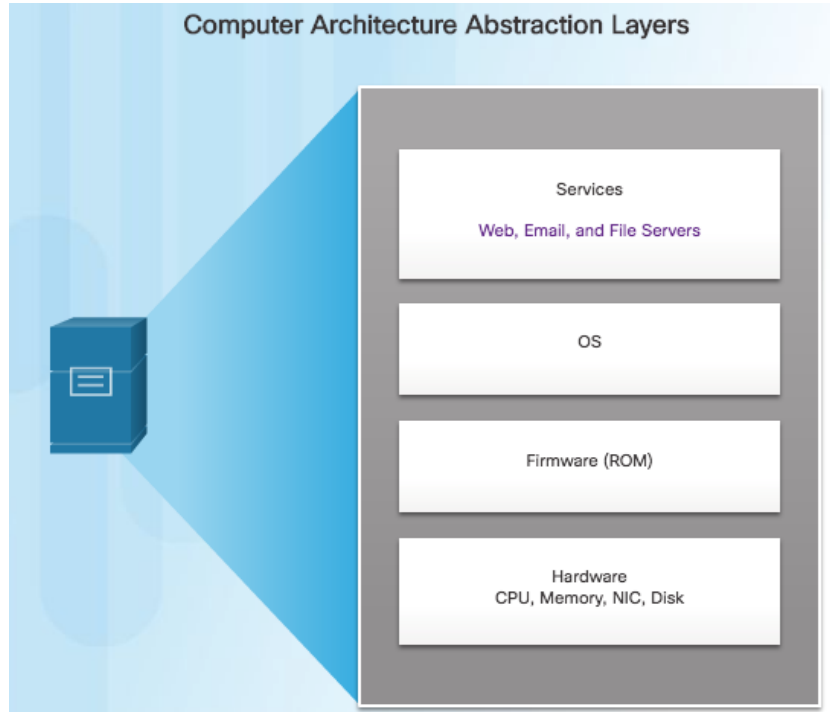 Computer Architecture Abstraction Layers
Services
Web, Email, and File Servers
OS
Firmware (ROM)
Hardware
CPU, Memory, NIC, Disk